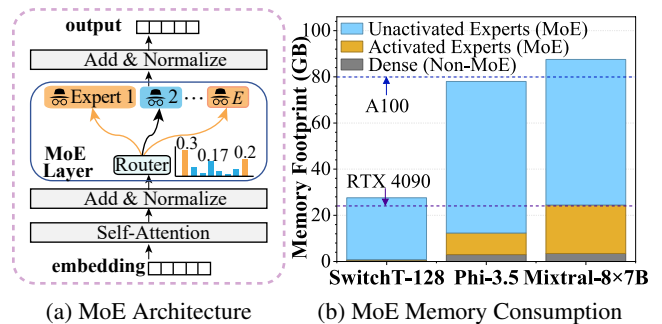 output
Add & Normalize
Expert 1
2
...
E
MoE
Layer
Router
0.3
0.17
0.2
Add & Normalize
Self-Attention
embedding
(a) MoE Architecture
Memory Footprint (GB)
100
80
60
40
20
0
Unactivated Experts (MoE)
Activated Experts (MoE)
Dense (Non-MoE)
A100
RTX 4090
SwitchT-128 Phi-3.5 Mixtral-8×7B
(b) MoE Memory Consumption